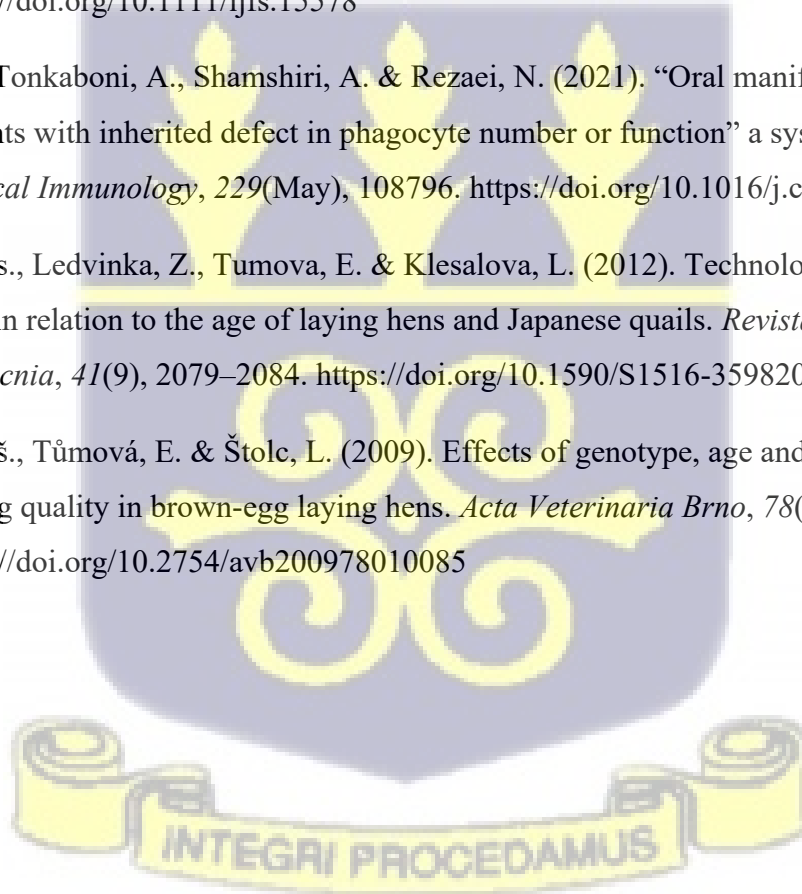 //doi.org/10.1111/ijfs.15578
Tonkaboni, A., Shamshiri, A. & Rezaei, N. (2021). “Oral manif
nts with inherited defect in phagocyte number or function” a sys
cal Immunology, 229(May), 108796. https://doi.org/10.1016/j.c
s., Ledvinka, Z., Tumova, E. & Klesalova, L. (2012). Technolo
in relation to the age of laying hens and Japanese quails. Revista
cnia, 41(9), 2079–2084. https://doi.org/10.1590/S1516-359820
š., Tůmová, E. & Štolc, L. (2009). Effects of genotype, age and
g quality in brown-egg laying hens. Acta Veterinaria Brno, 78(
//doi.org/10.2754/avb200978010085
INTEGRI PROCEDAMUS